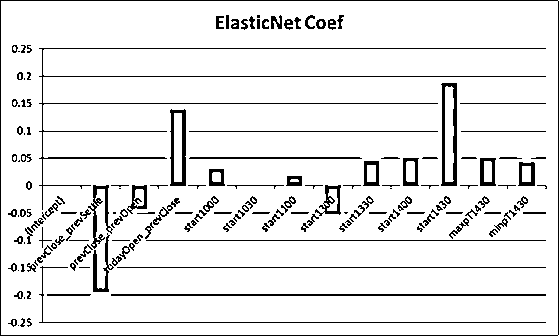 ElasticNet Coef
0.25
0.2
0.15
0.1
0.05
0
-0.05
-0.1
-0.15
-0.2
-0.25
(Intercept)
prevClose_prevSettle
prevClose_prevOpen
todayOpen_prevClose
start1000
start1030
start1100
start1200
start1330
start1400
start1430
maxpT1430
minpT1430